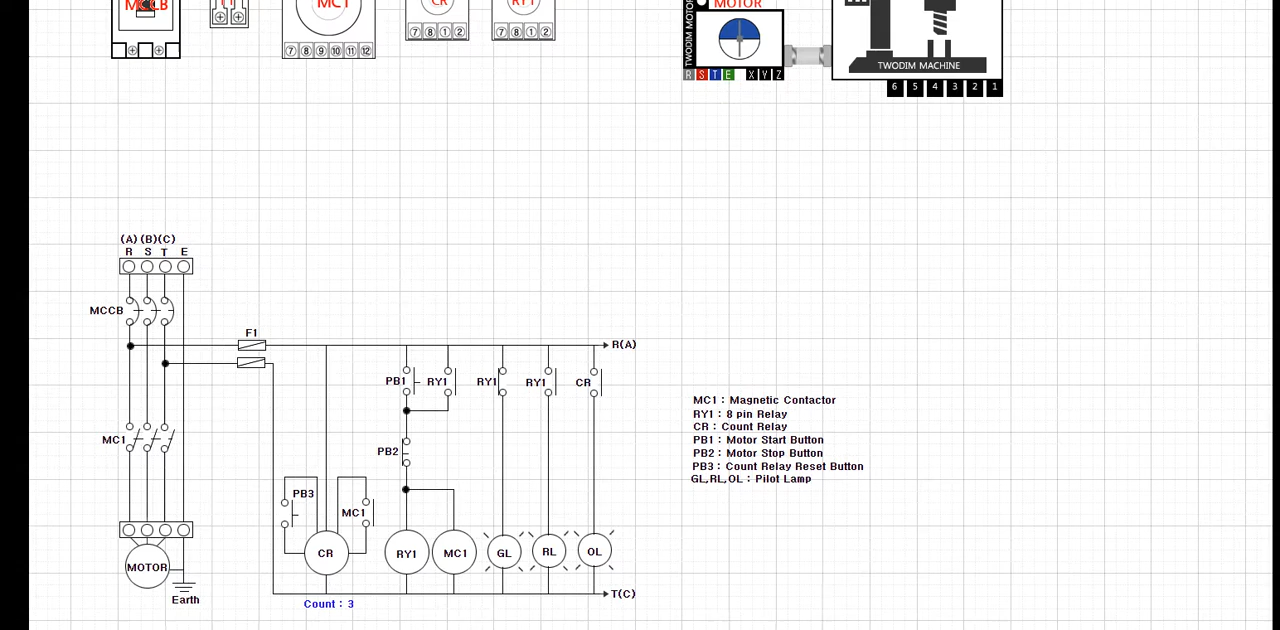 MCCB
MC1
CR
RY1
MOTOR
TWODIM MOTOR
TWODIM MACHINE
⑦ ⑧ ⑨ ⑩ ⑪ ⑫
⑦ ⑧ ① ②
⑦ ⑧ ① ②
R S T E X Y Z
6 5 4 3 2 1
(A) (B) (C)
R S T E
MCCB
F1
R(A)
PB1
RY1
RY1
RY1
CR
MC1
PB2
PB3
MC1
CR
RY1
MC1
GL
RL
OL
MOTOR
Earth
Count : 3
T(C)
MC1 : Magnetic Contactor
RY1 : 8 pin Relay
CR : Count Relay
PB1 : Motor Start Button
PB2 : Motor Stop Button
PB3 : Count Relay Reset Button
GL,RL,OL : Pilot Lamp